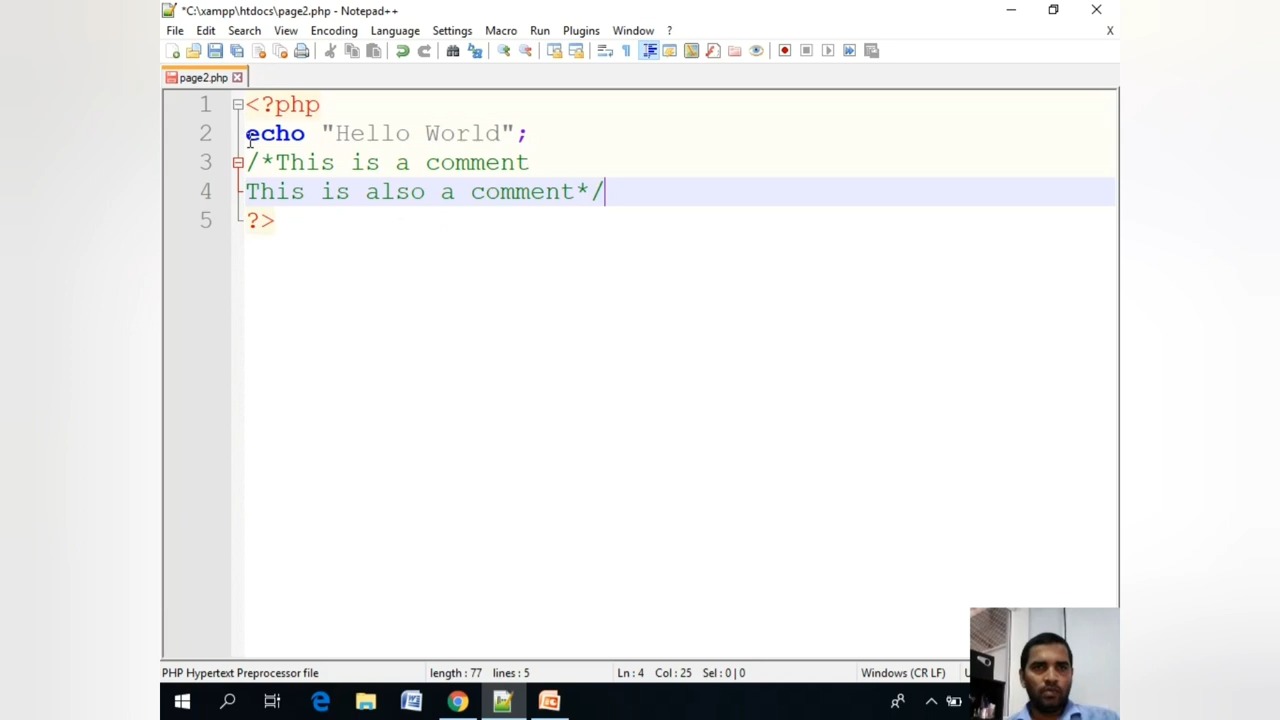 *C:\xampp\htdocs\page2.php - Notepad++
File Edit Search View Encoding Language Settings Macro Run Plugins Window ? X
page2.php
1 <?php
2 echo "Hello World";
3 /*This is a comment
4 This is also a comment*/
5 ?>
PHP Hypertext Preprocessor file length : 77 lines : 5 Ln : 4 Col : 25 Sel : 0 | 0 Windows (CR LF)